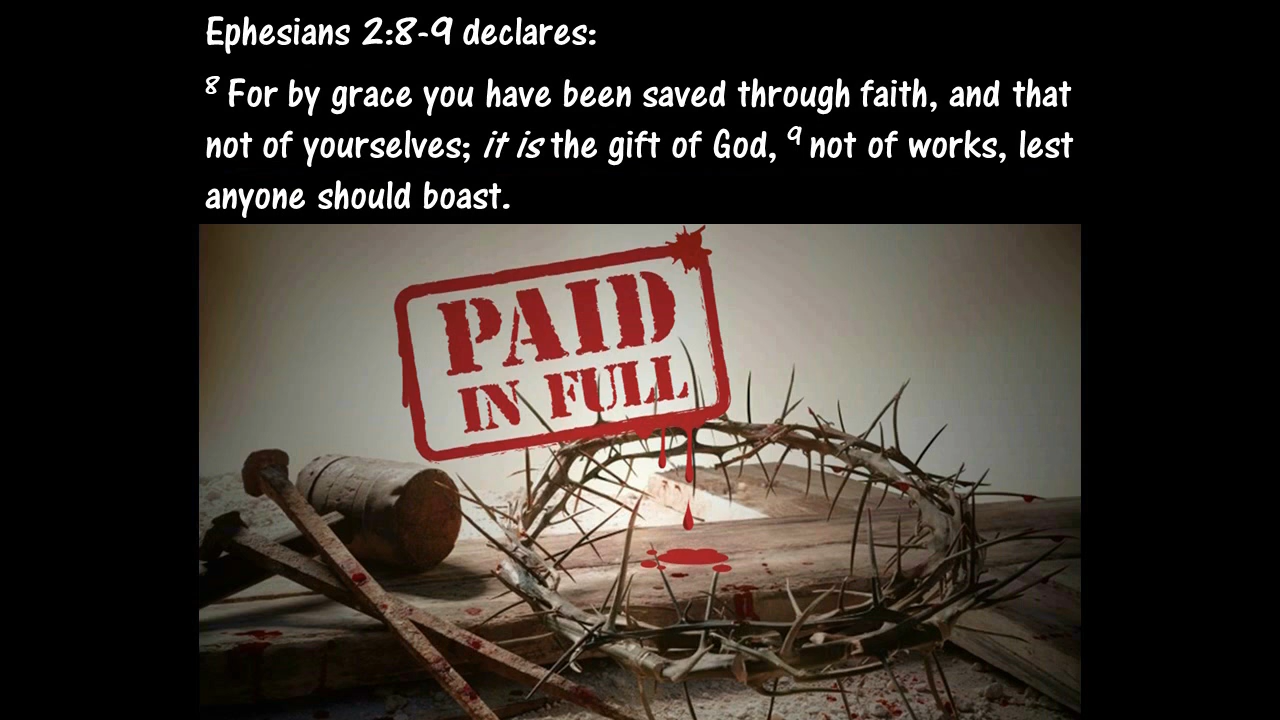 Ephesians 2:8-9 declares:
8 For by grace you have been saved through faith, and that
not of yourselves; it is the gift of God, 9 not of works, lest
anyone should boast.
PAID
IN FULL